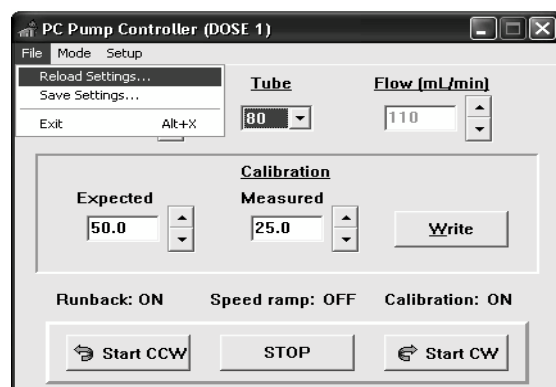 PC Pump Controller (DOSE 1)
File Mode Setup
Reload Settings...
Save Settings...
Exit Alt+X
Tube Flow (mL/min)
80 110
Calibration
Expected Measured
50.0 25.0 Write
Runback: ON Speed ramp: OFF Calibration: ON
Start CCW STOP Start CW